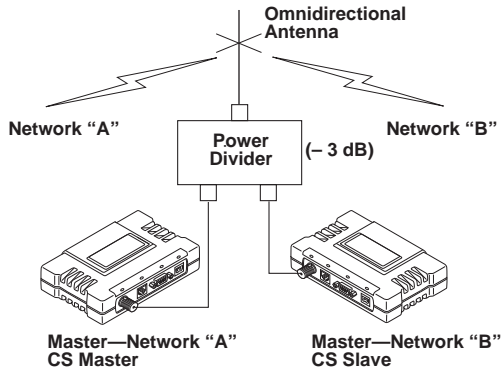 Omnidirectional
Antenna
Network “A”
Network “B”
Power
Divider
(– 3 dB)
Master—Network “A”
CS Master
Master—Network “B”
CS Slave